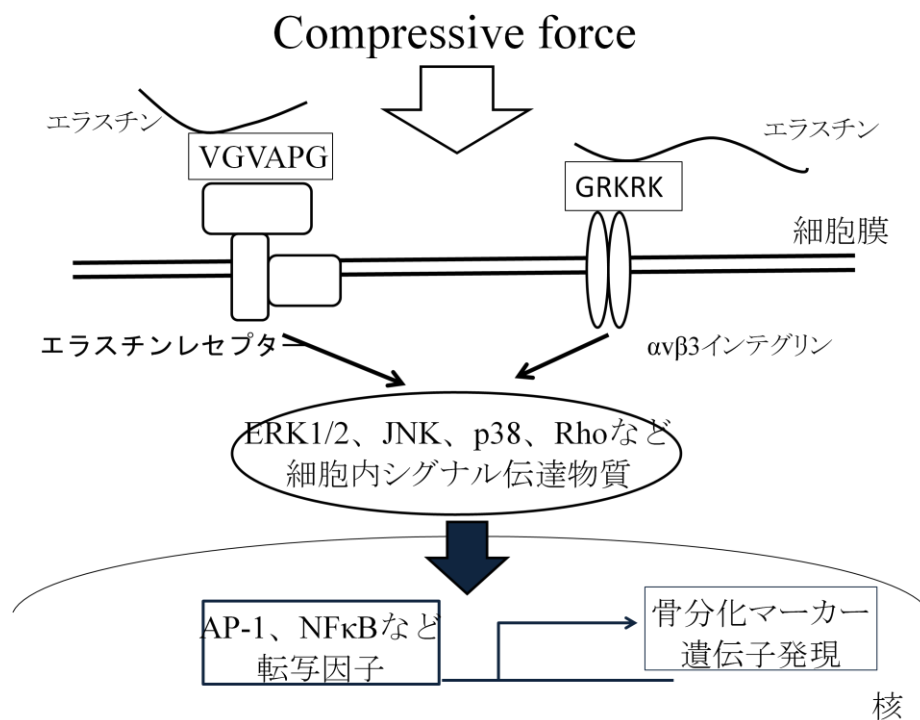 Compressive force
エラスチン
エラスチン
VGVAPG
GRKRK
細胞膜
エラスチンレセプター
αvβ3インテグリン
ERK1/2、JNK、p38、Rhoなど
細胞内シグナル伝達物質
AP-1、NFκBなど
転写因子
骨分化マーカー
遺伝子発現
核